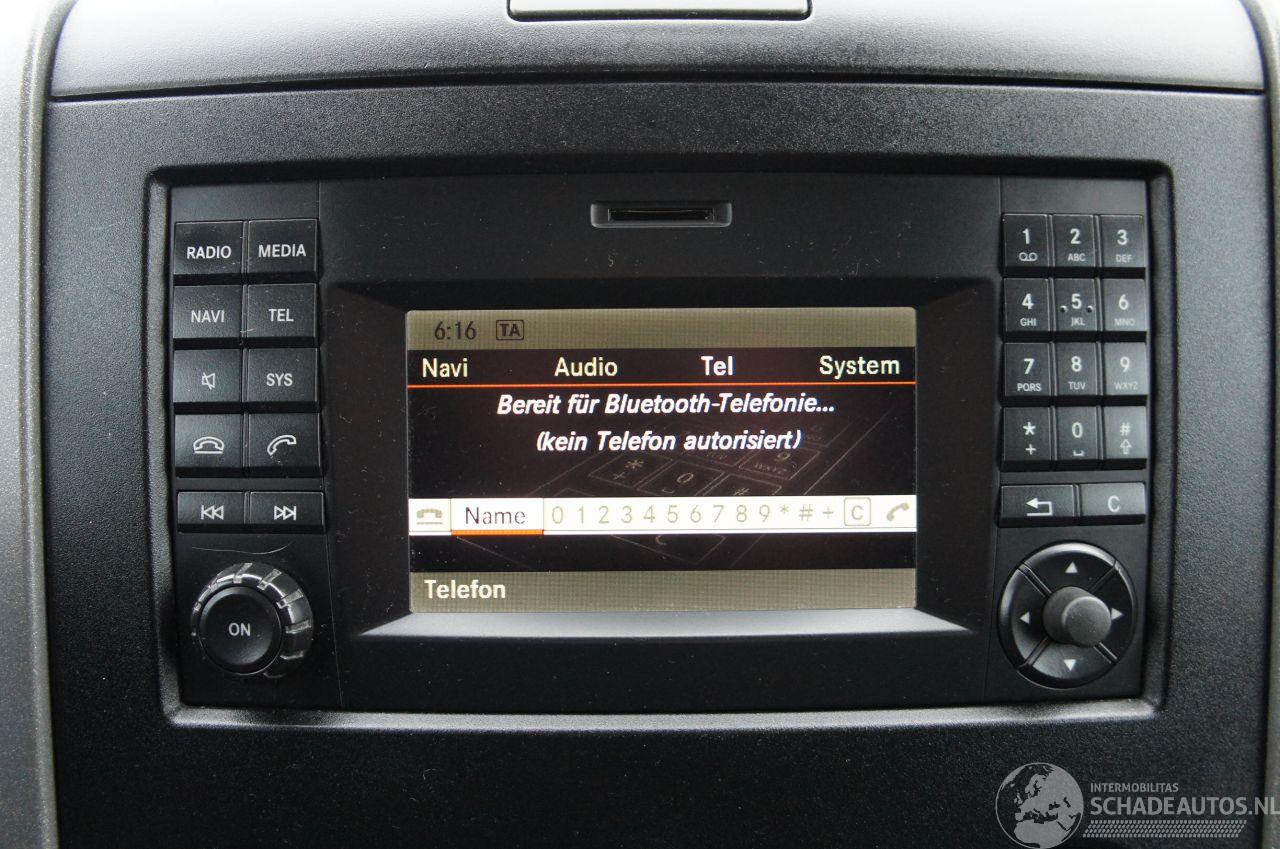 RADIO MEDIA
NAVI TEL
SYS
ON
6:16 TA
Navi Audio Tel System
Bereit für Bluetooth-Telefonie...
(kein Telefon autorisiert)
Name 0 1 2 3 4 5 6 7 8 9 * # + C
Telefon
1 2 3
ABC DEF
4 5 6
GHI JKL MNO
7 8 9
PQRS TUV WXYZ
* 0 #
+
C
INTERMOBILITAS
SCHADEAUTOS.NL